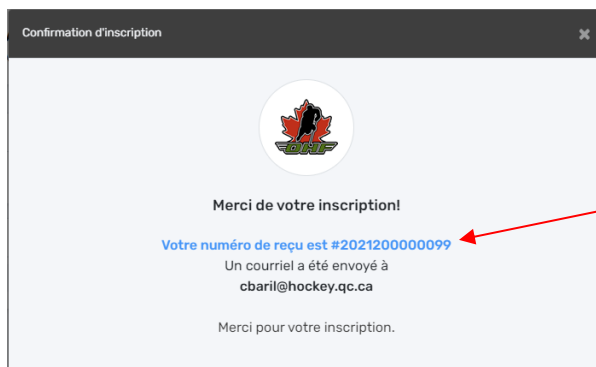 Confirmation d'inscription
DHF
Merci de votre inscription!
Votre numéro de reçu est #2021200000099
Un courriel a été envoyé à
cbaril@hockey.qc.ca
Merci pour votre inscription.